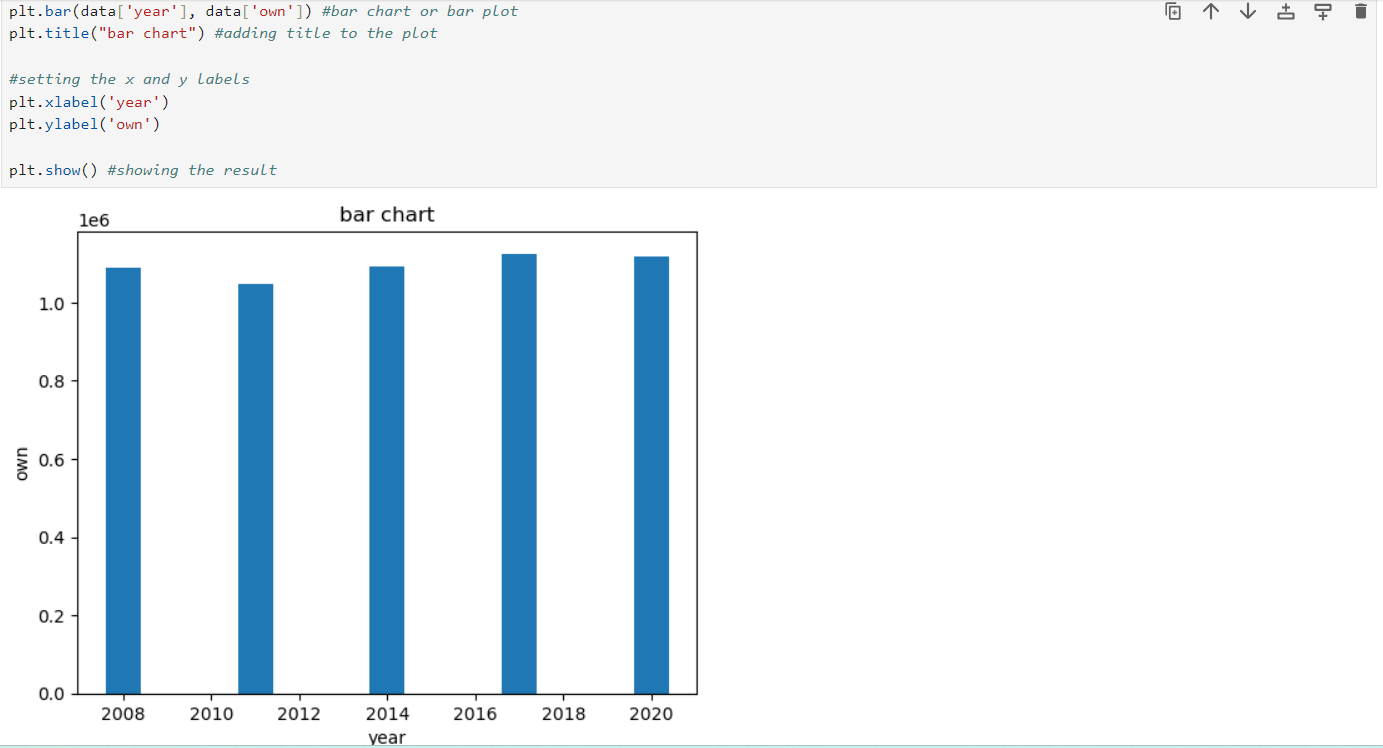 plt.bar(data['year'], data['own']) #bar chart or bar plot
plt.title("bar chart") #adding title to the plot
#setting the x and y labels
plt.xlabel('year')
plt.ylabel('own')
plt.show() #showing the result
bar chart
1e6
1.0
0.8
0.6
0.4
0.2
0.0
own
2008 2010 2012 2014 2016 2018 2020
year